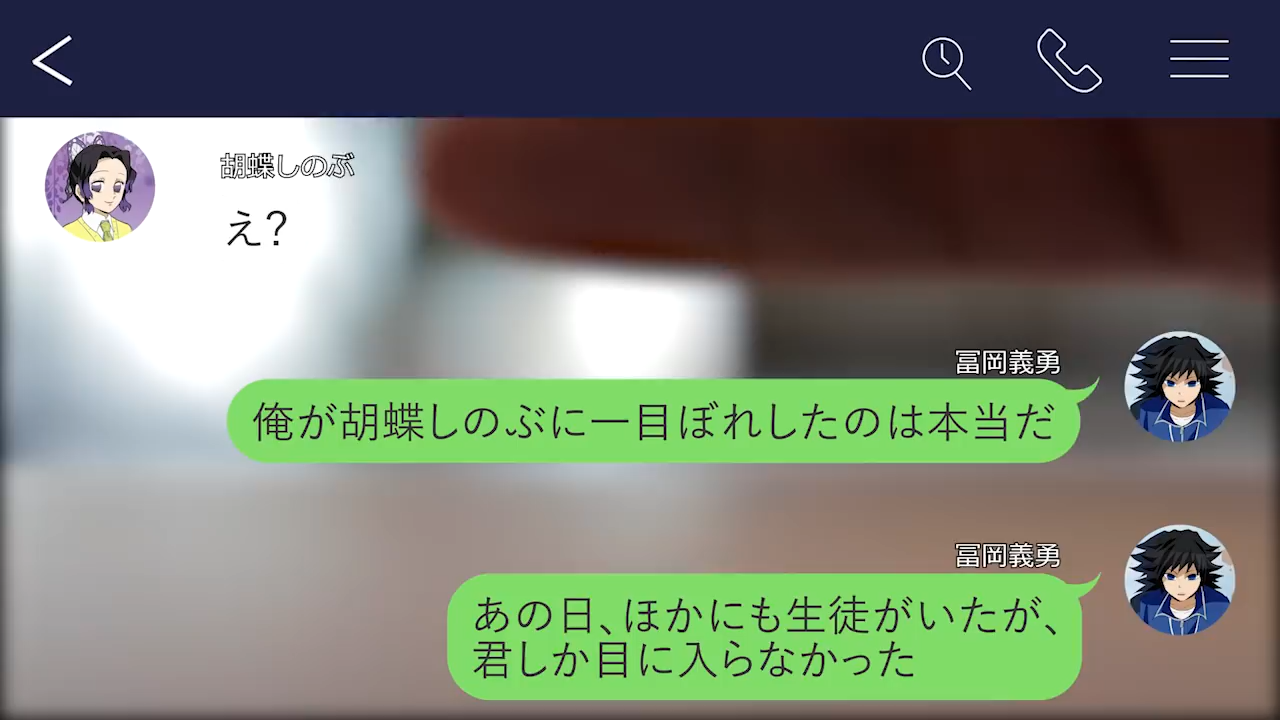 胡蝶しのぶ
え?
冨岡義勇
俺が胡蝶しのぶに一目ぼれしたのは本当だ
冨岡義勇
あの日、ほかにも生徒がいたが、
君しか目に入らなかった